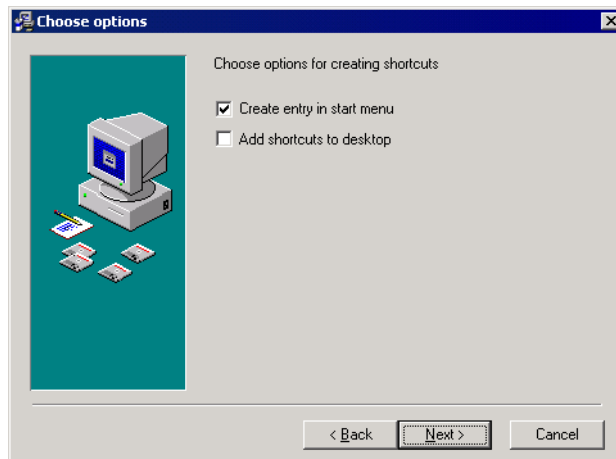 Choose options
Choose options for creating shortcuts
Create entry in start menu
Add shortcuts to desktop
< Back
Next >
Cancel